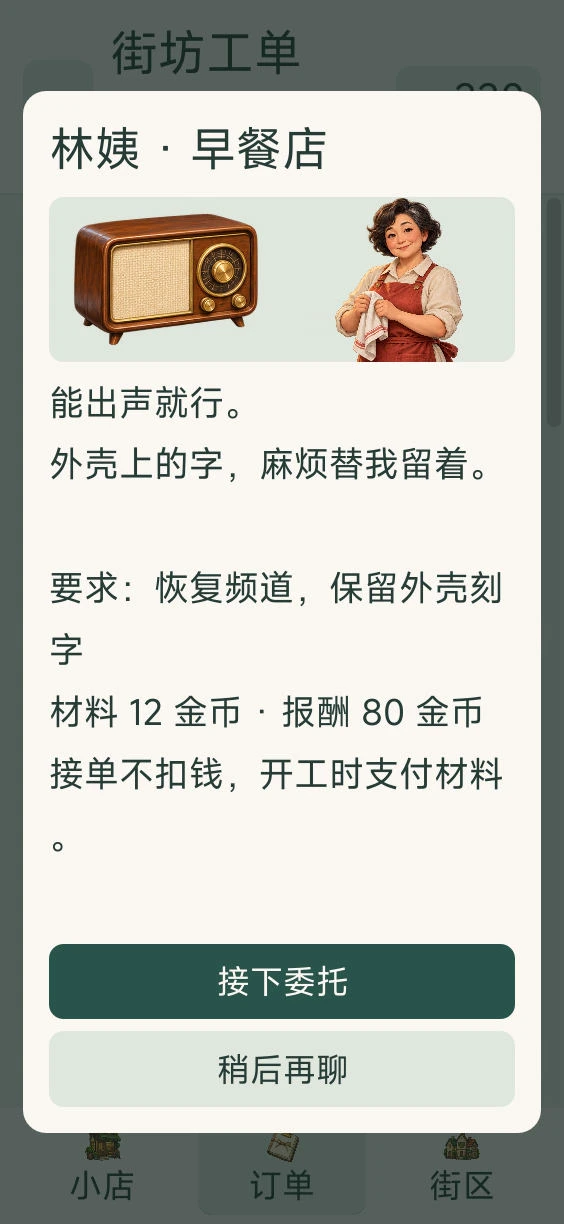 街坊工单
林姨 · 早餐店
能出声就行。
外壳上的字，麻烦替我留着。
要求：恢复频道，保留外壳刻
字
材料 12 金币 · 报酬 80 金币
接单不扣钱，开工时支付材料
。
接下委托
稍后再聊
小店
订单
街区